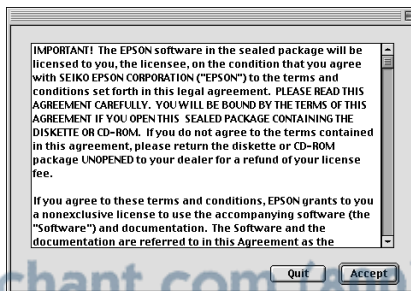 IMPORTANT! The EPSON software in the sealed package will be
licensed to you, the licensee, on the condition that you agree
with SEIKO EPSON CORPORATION ("EPSON") to the terms and
conditions set forth in this legal agreement. PLEASE READ THIS
AGREEMENT CAREFULLY. YOU WILL BE BOUND BY THE TERMS OF THIS
AGREEMENT IF YOU OPEN THIS SEALED PACKAGE CONTAINING THE
DISKETTE OR CD-ROM. If you do not agree to the terms contained
in this agreement, please return the diskette or CD-ROM
package UNOPENED to your dealer for a refund of your license
fee.
If you agree to these terms and conditions, EPSON grants to you
a nonexclusive license to use the accompanying software (the
"Software") and documentation. The Software and the
documentation are referred to in this Agreement as the
Quit Accept
chant.com